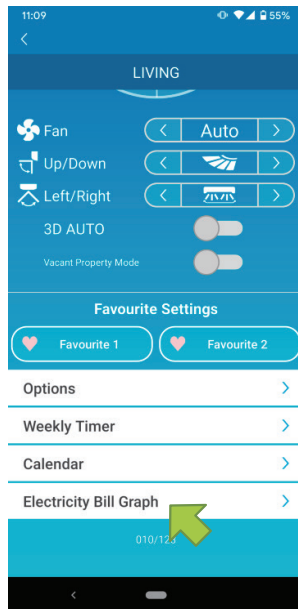 11:09 55%
LIVING
Fan Auto
Up/Down
Left/Right
3D AUTO
Vacant Property Mode
Favourite Settings
Favourite 1 Favourite 2
Options
Weekly Timer
Calendar
Electricity Bill Graph
010/123